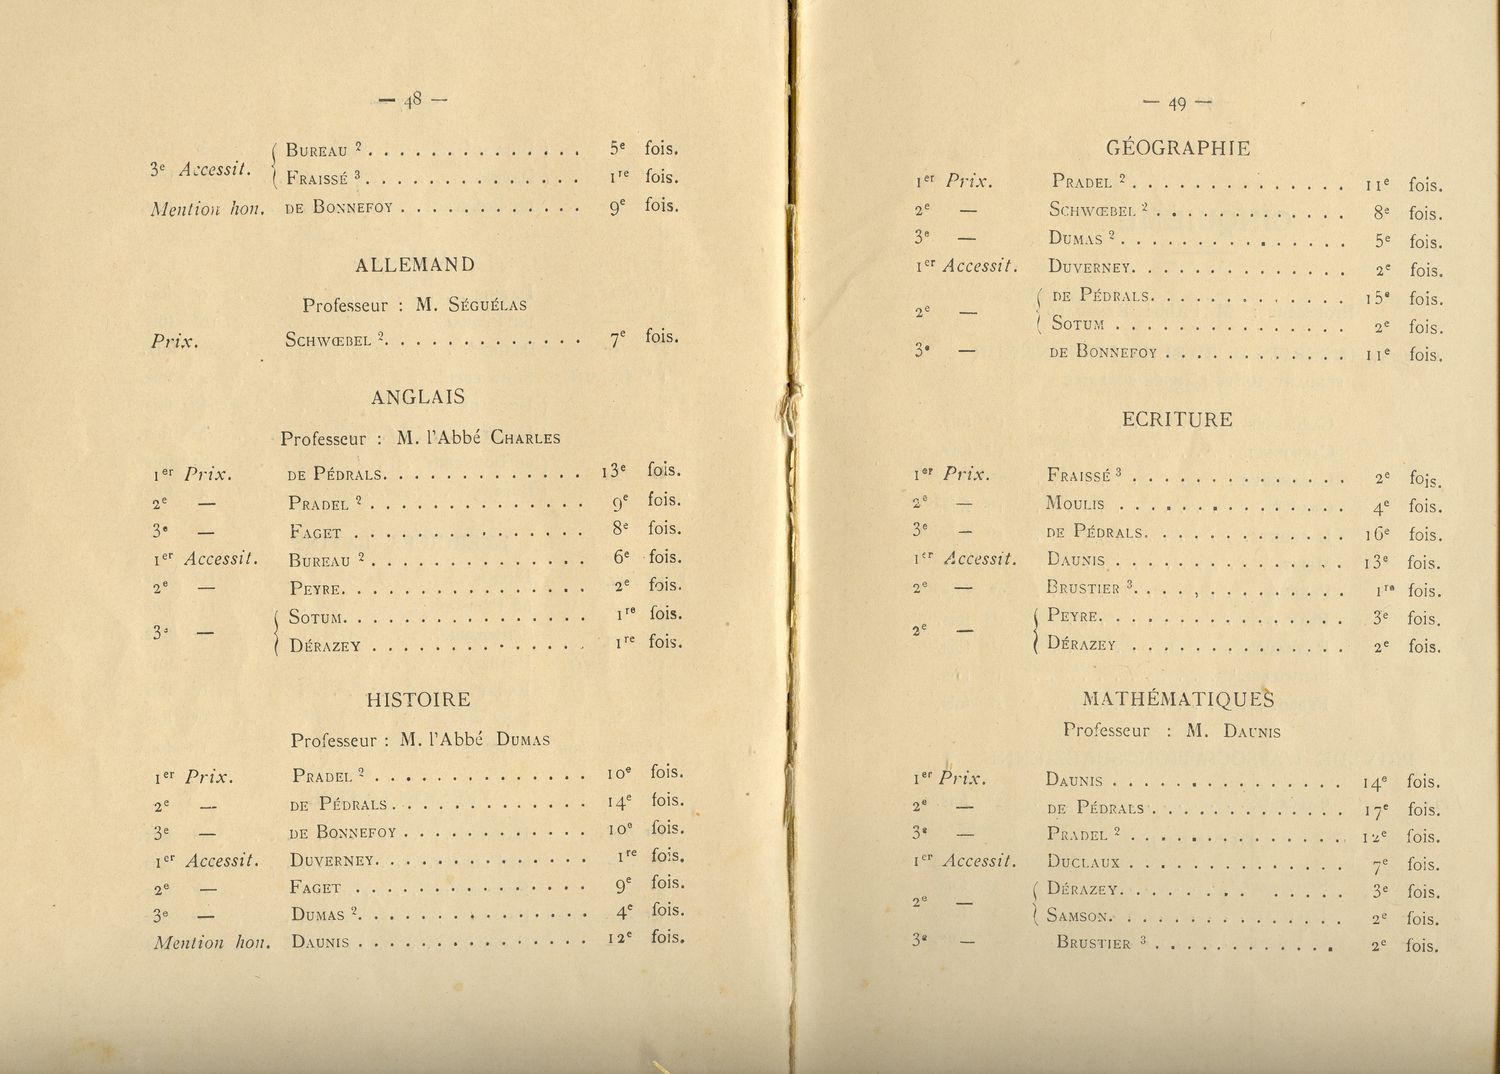 — 48 —
3e Accessit. { BUREAU 2. . . . . . . . . . . . . . 5e fois.
FRAISSÉ 3. . . . . . . . . . . . . . 1re fois.
Mention hon. DE BONNEFOY . . . . . . . . . . . . 9e fois.
ALLEMAND
Professeur : M. SÉGUÉLAS
Prix. SCHWŒBEL 2. . . . . . . . . . . . . 7e fois.
ANGLAIS
Professeur : M. l'Abbé CHARLES
1er Prix. DE PÉDRALS. . . . . . . . . . . . . 13e fois.
2e — PRADEL 2 . . . . . . . . . . . . . . 9e fois.
3e — FAGET . . . . . . . . . . . . . . . 8e fois.
1er Accessit. BUREAU 2 . . . . . . . . . . . . . . 6e fois.
2e — PEYRE. . . . . . . . . . . . . . . . 2e fois.
3e — { SOTUM. . . . . . . . . . . . . . . . 1re fois.
DÉRAZEY . . . . . . . . . . . . . . 1re fois.
HISTOIRE
Professeur : M. l'Abbé DUMAS
1er Prix. PRADEL 2 . . . . . . . . . . . . . . 10e fois.
2e — DE PÉDRALS . . . . . . . . . . . . . 14e fois.
3e — DE BONNEFOY . . . . . . . . . . . . 10e fois.
1er Accessit. DUVERNEY. . . . . . . . . . . . . . 1re fois.
2e — FAGET . . . . . . . . . . . . . . . 9e fois.
3e — DUMAS 2. . . . . . . . . . . . . . . 4e fois.
Mention hon. DAUNIS . . . . . . . . . . . . . . . 12e fois.
— 49 —
GÉOGRAPHIE
1er Prix. PRADEL 2 . . . . . . . . . . . . . . 11e fois.
2e — SCHWŒBEL 2 . . . . . . . . . . . . 8e fois.
3e — DUMAS 2 . . . . . . . . . . . . . . . 5e fois.
1er Accessit. DUVERNEY. . . . . . . . . . . . . . 2e fois.
2e — { DE PÉDRALS. . . . . . . . . . . . . 15e fois.
SOTUM . . . . . . . . . . . . . . . 2e fois.
3e — DE BONNEFOY . . . . . . . . . . . . 11e fois.
ECRITURE
1er Prix. FRAISSÉ 3 . . . . . . . . . . . . . . 2e fois.
2e — MOULIS . . . . . . . . . . . . . . . 4e fois.
3e — DE PÉDRALS. . . . . . . . . . . . . 16e fois.
1er Accessit. DAUNIS . . . . . . . . . . . . . . . 13e fois.
2e — BRUSTIER 3. . . . . . . . . . . . . . 1re fois.
2e — { PEYRE. . . . . . . . . . . . . . . . 3e fois.
DÉRAZEY . . . . . . . . . . . . . . 2e fois.
MATHÉMATIQUES
Professeur : M. DAUNIS
1er Prix. DAUNIS . . . . . . . . . . . . . . . 14e fois.
2e — DE PÉDRALS . . . . . . . . . . . . 17e fois.
3e — PRADEL 2 . . . . . . . . . . . . . . 12e fois.
1er Accessit. DUCLAUX . . . . . . . . . . . . . . 7e fois.
2e — { DÉRAZEY. . . . . . . . . . . . . . 3e fois.
SAMSON. . . . . . . . . . . . . . . 2e fois.
3e — BRUSTIER 3 . . . . . . . . . . . . 2e fois.